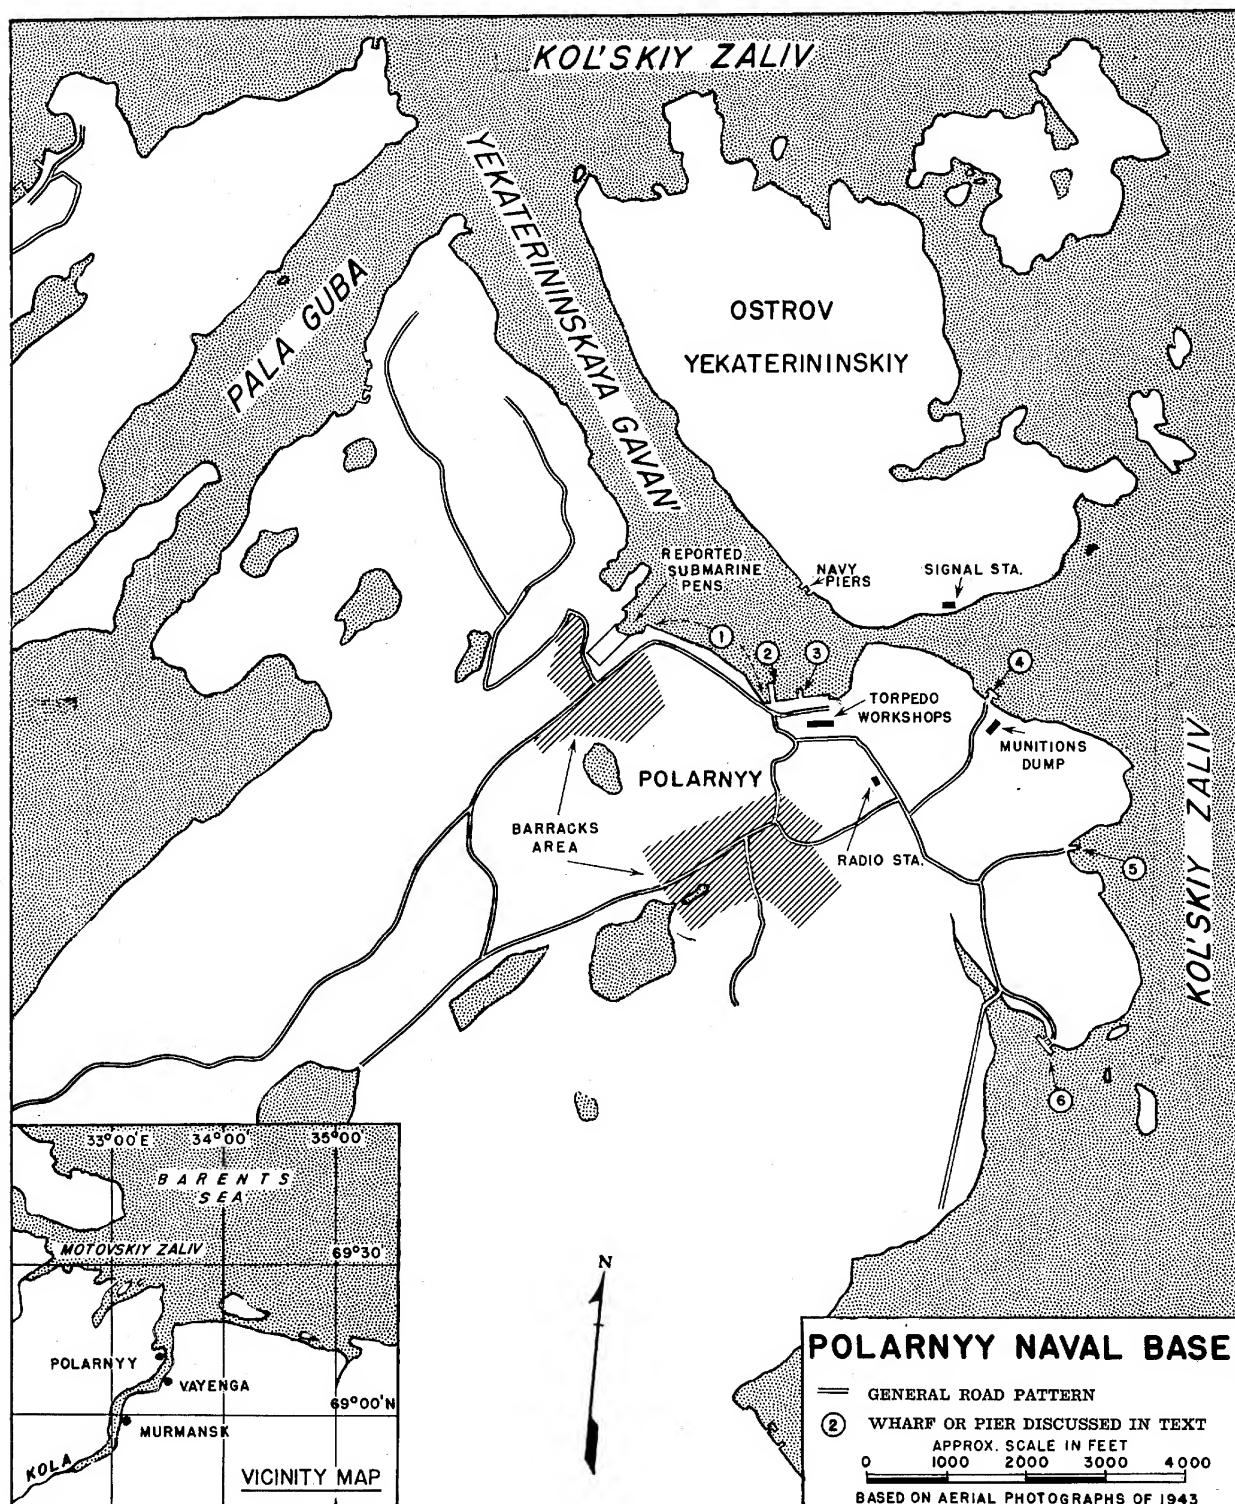 KOL'SKIY ZALIV
YEKATERININSKAYA GAVAN'
PALA GUBA
OSTROV
YEKATERININSKIY
REPORTED
SUBMARINE
PENS
NAVY
PIERS
SIGNAL STA.
1
2
3
4
TORPEDO
WORKSHOPS
MUNITIONS
DUMP
POLARNYY
KOL'SKIY ZALIV
BARRACKS
AREA
RADIO STA.
5
6
33°00'E
34°00'
35°00'
BARENTS
SEA
MOTOVSKIY ZALIV
69°30'
POLARNYY
VAYENGA
69°00'N
MURMANSK
KOLA
VICINITY MAP
N
POLARNYY NAVAL BASE
GENERAL ROAD PATTERN
2 WHARF OR PIER DISCUSSED IN TEXT
APPROX. SCALE IN FEET
0 1000 2000 3000 4000
BASED ON AERIAL PHOTOGRAPHS OF 1943